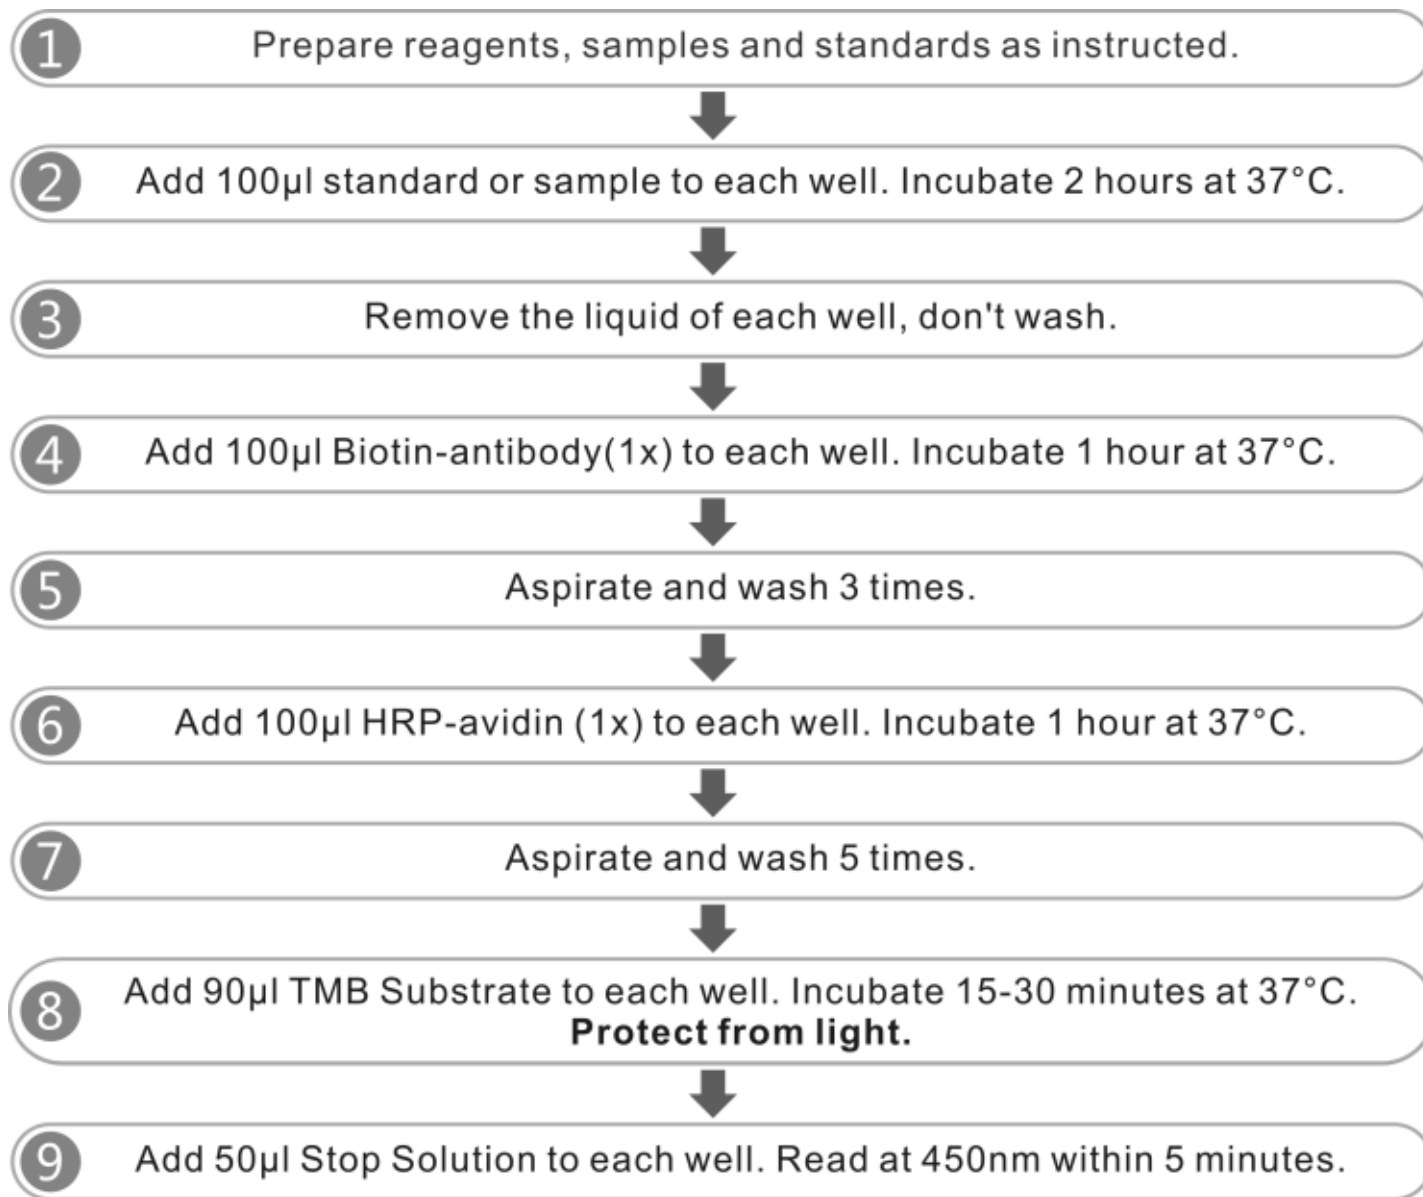 1 Prepare reagents, samples and standards as instructed.
2 Add 100µl standard or sample to each well. Incubate 2 hours at 37°C.
3 Remove the liquid of each well, don't wash.
4 Add 100µl Biotin-antibody(1x) to each well. Incubate 1 hour at 37°C.
5 Aspirate and wash 3 times.
6 Add 100µl HRP-avidin (1x) to each well. Incubate 1 hour at 37°C.
7 Aspirate and wash 5 times.
8 Add 90µl TMB Substrate to each well. Incubate 15-30 minutes at 37°C.
Protect from light.
9 Add 50µl Stop Solution to each well. Read at 450nm within 5 minutes.